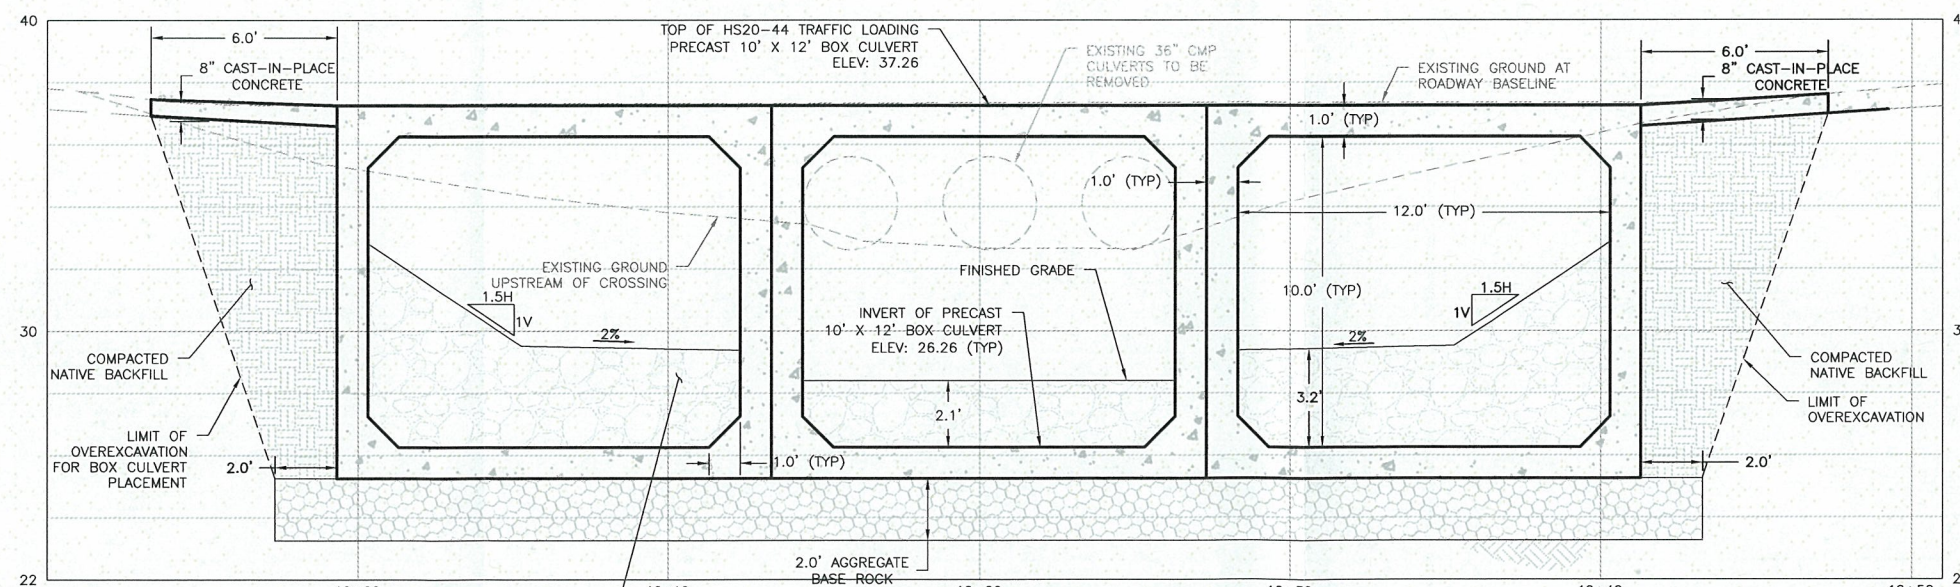 40
6.0'
8" CAST-IN-PLACE
CONCRETE
TOP OF HS20-44 TRAFFIC LOADING
PRECAST 10' X 12' BOX CULVERT
ELEV: 37.26
EXISTING 36" CMP
CULVERTS TO BE
REMOVED
EXISTING GROUND AT
ROADWAY BASELINE
6.0'
8" CAST-IN-PLACE
CONCRETE
1.0' (TYP)
1.0' (TYP)
12.0' (TYP)
EXISTING GROUND
UPSTREAM OF CROSSING
FINISHED GRADE
10.0' (TYP)
1.5H
1V
2%
INVERT OF PRECAST
10' X 12' BOX CULVERT
ELEV: 26.26 (TYP)
1.5H
1V
2%
30
COMPACTED
NATIVE BACKFILL
COMPACTED
NATIVE BACKFILL
2.1'
3.2'
LIMIT OF
OVEREXCAVATION
FOR BOX CULVERT
PLACEMENT
LIMIT OF
OVEREXCAVATION
2.0'
1.0' (TYP)
2.0'
2.0' AGGREGATE
BASE ROCK
22